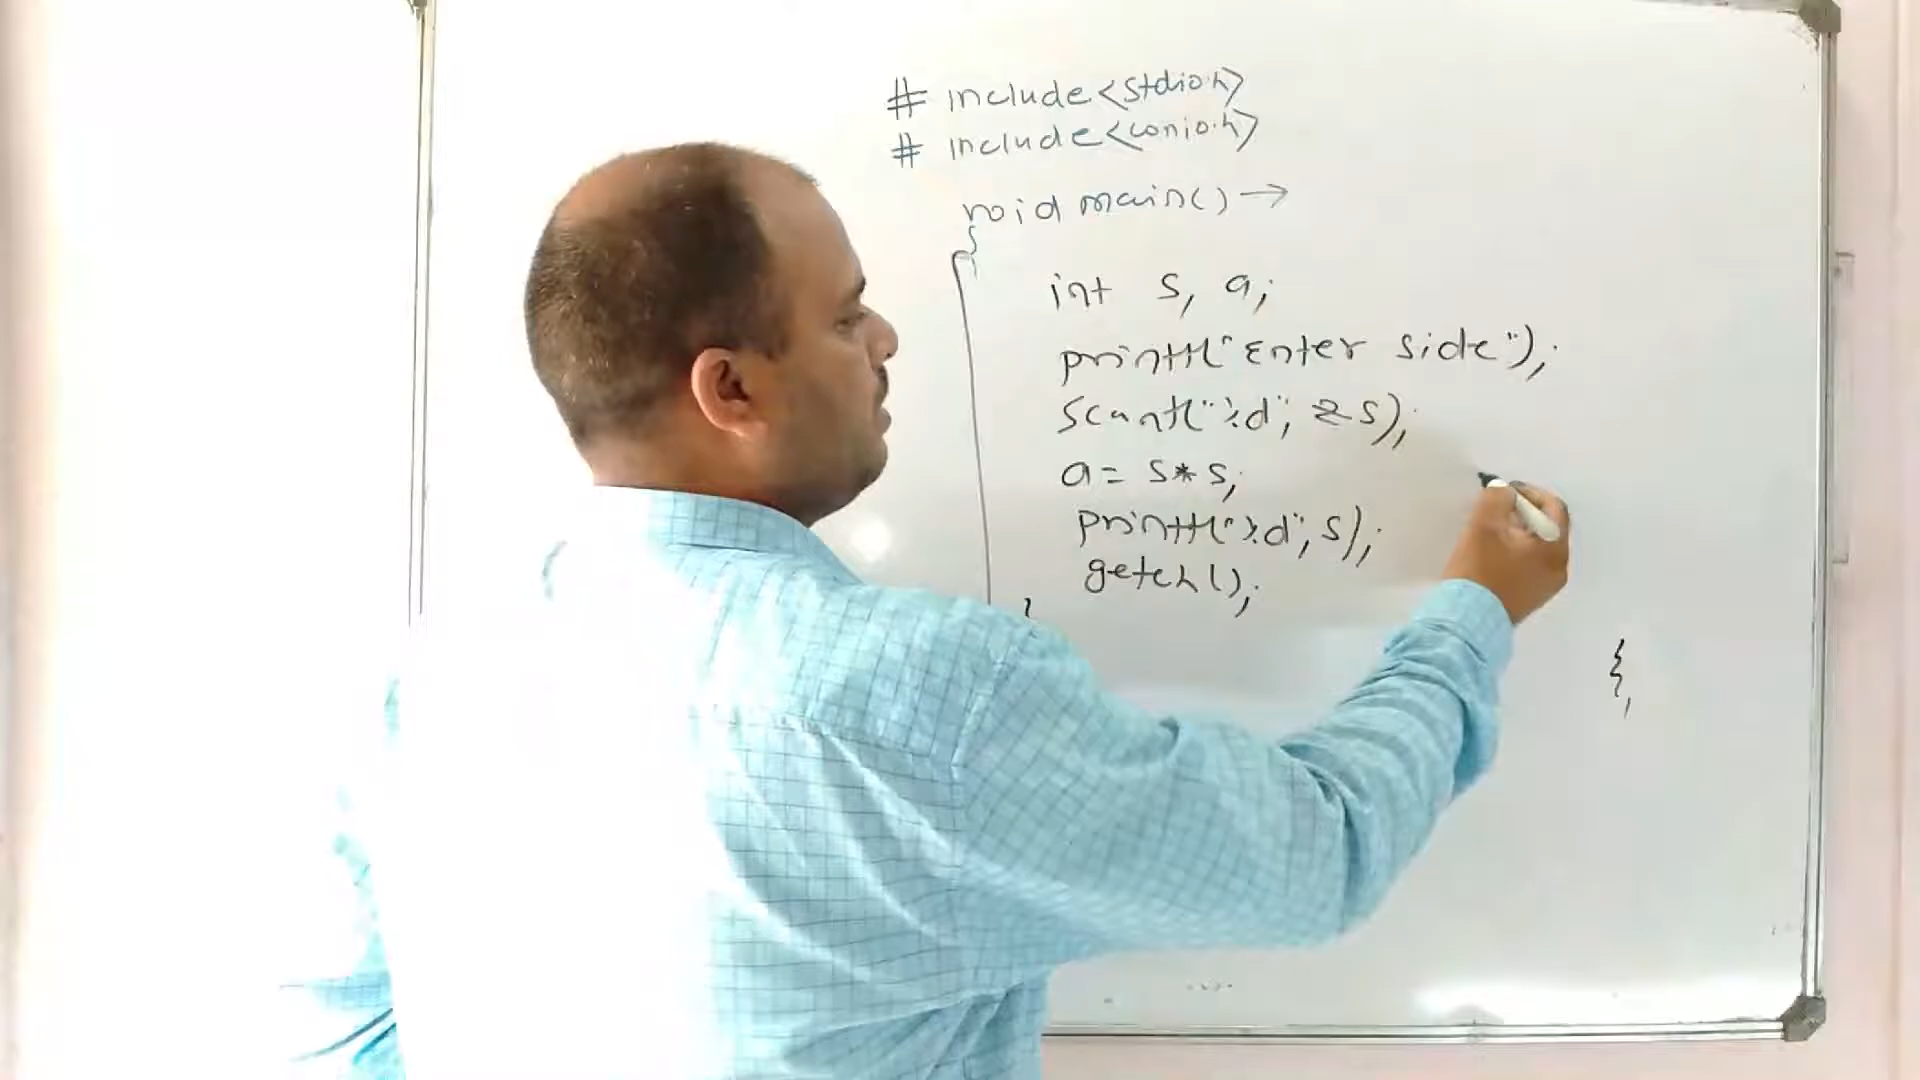 # include<stdio.h>
# include<conio.h>
void main() →
{
int s, a;
printf("Enter side");
scanf("%d", &s);
a = s*s;
printf("%d", s);
getch();
}
{,